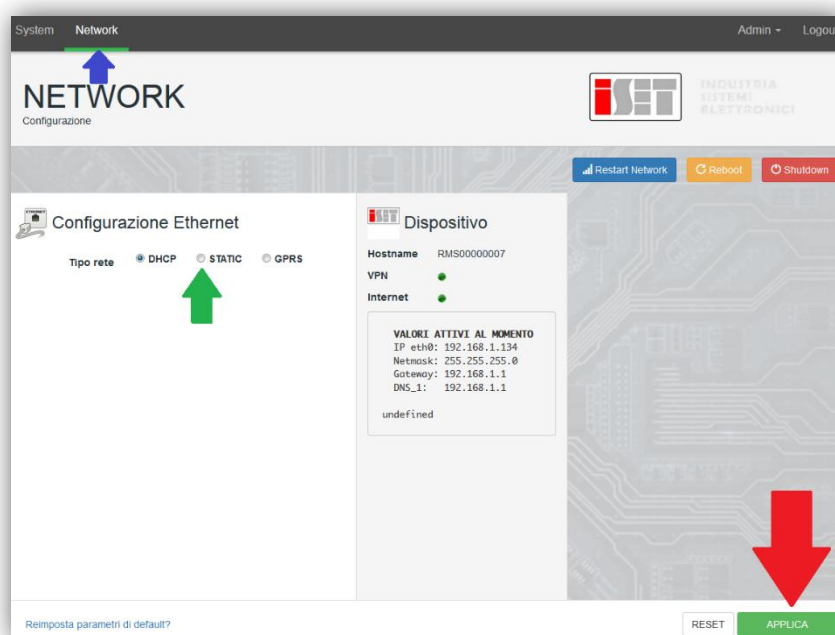 System Network Admin Logou
NETWORK
Configurazione
iSET
INDUSTRIA
SISTEMI
ELETTRONICI
Restart Network Reboot Shutdown
Configurazione Ethernet
Tipo rete DHCP STATIC GPRS
iSET Dispositivo
Hostname RMS00000007
VPN
Internet
VALORI ATTIVI AL MOMENTO
IP eth0: 192.168.1.134
Netmask: 255.255.255.0
Gateway: 192.168.1.1
DNS_1: 192.168.1.1
undefined
Reimposta parametri di default?
RESET APPLICA